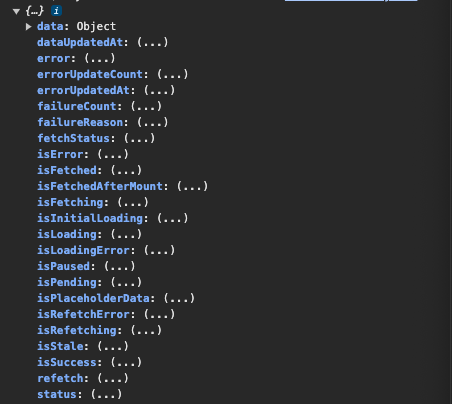 {…} i
data: Object
dataUpdatedAt: (...)
error: (...)
errorUpdateCount: (...)
errorUpdatedAt: (...)
failureCount: (...)
failureReason: (...)
fetchStatus: (...)
isError: (...)
isFetched: (...)
isFetchedAfterMount: (...)
isFetching: (...)
isInitialLoading: (...)
isLoading: (...)
isLoadingError: (...)
isPaused: (...)
isPending: (...)
isPlaceholderData: (...)
isRefetchError: (...)
isRefetching: (...)
isStale: (...)
isSuccess: (...)
refetch: (...)
status: (...)